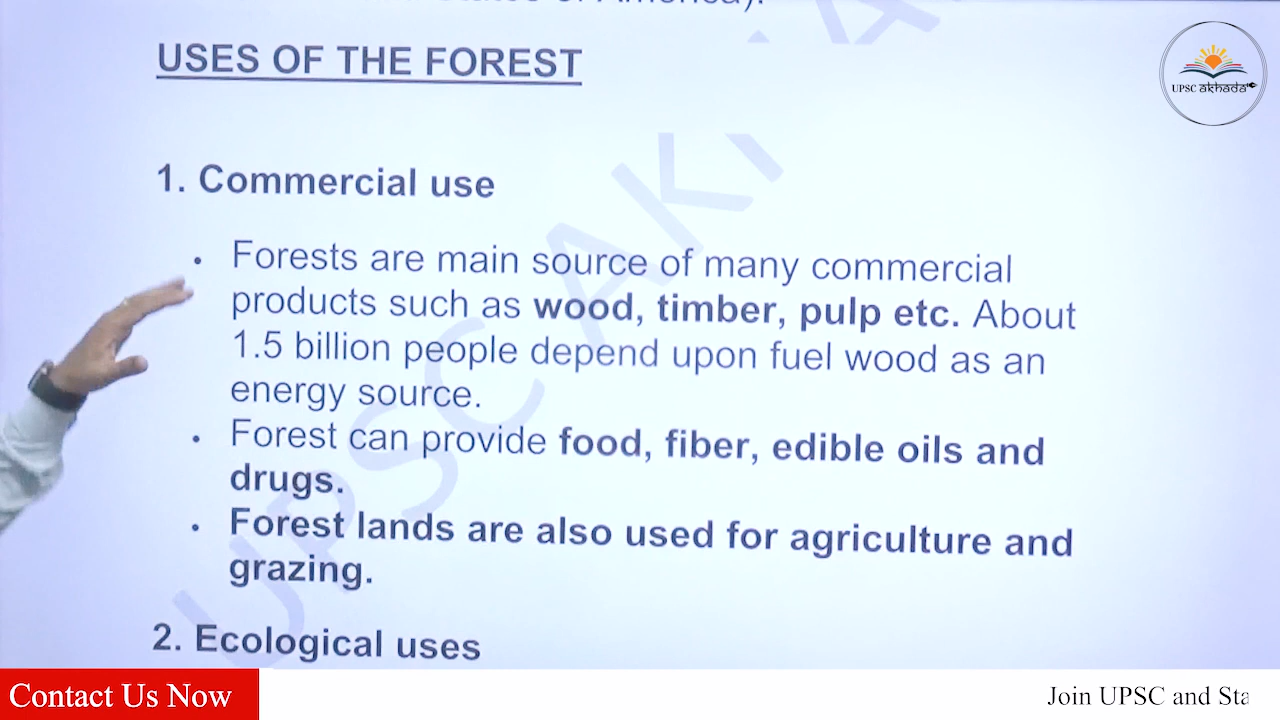 USES OF THE FOREST
UPSC akhada
1. Commercial use
• Forests are main source of many commercial
products such as wood, timber, pulp etc. About
1.5 billion people depend upon fuel wood as an
energy source.
• Forest can provide food, fiber, edible oils and
drugs.
• Forest lands are also used for agriculture and
grazing.
2. Ecological uses
Contact Us Now
Join UPSC and Sta